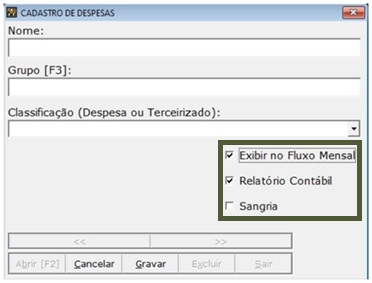 CADASTRO DE DESPESAS
Nome:
Grupo [F3]:
Classificação (Despesa ou Terceirizado):
Exibir no Fluxo Mensal
Relatório Contábil
Sangria
<< >>
Abrir [F2] Cancelar Gravar Excluir Sair